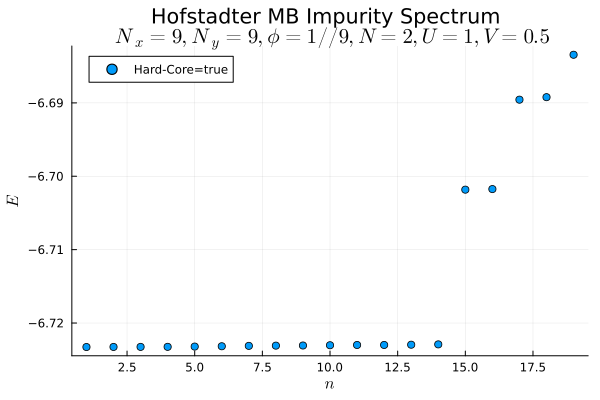 Hofstadter MB Impurity Spectrum
N_x = 9, N_y = 9, ϕ = 1//9, N = 2, U = 1, V = 0.5
Hard-Core=true
−6.69
−6.70
−6.71
−6.72
E
2.5 5.0 7.5 10.0 12.5 15.0 17.5
n